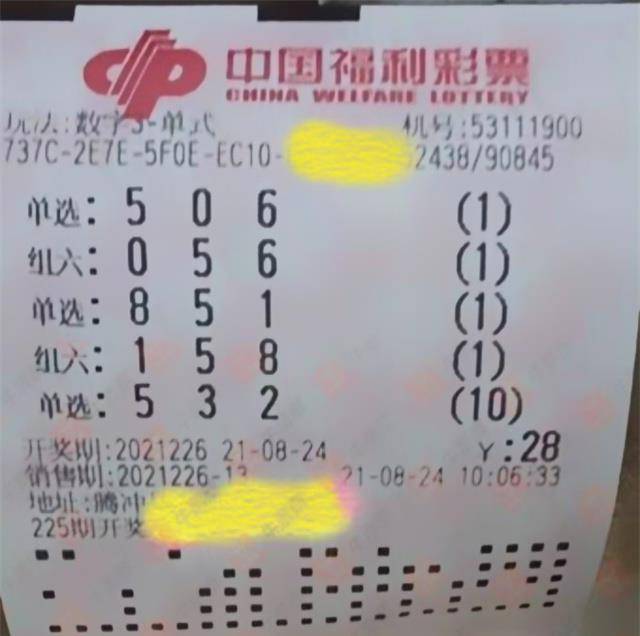 中国福利彩票
CHINA WELFARE LOTTERY
玩法:数字3-单式 机号:53111900
737C-2E7E-5F0E-EC10- 2438/90845
单选: 5 0 6 (1)
组六: 0 5 6 (1)
单选: 8 5 1 (1)
组六: 1 5 8 (1)
单选: 5 3 2 (10)
开奖期:2021226 21-08-24 ¥:28
销售期:2021226-13 21-08-24 10:06:33
地址:腾冲
225期开奖